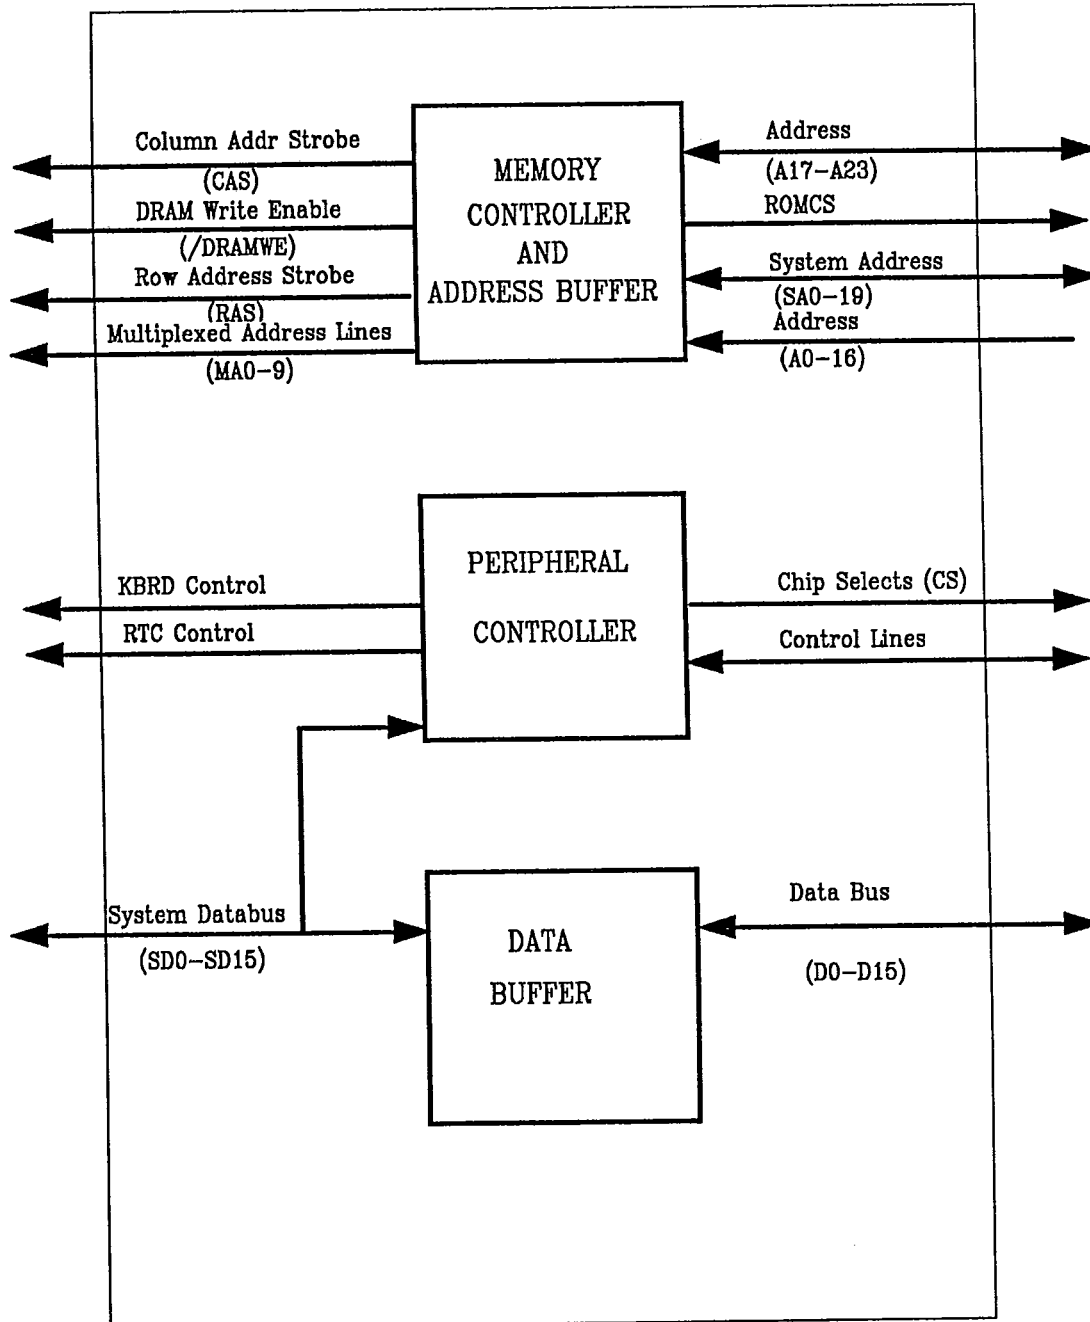 Column Addr Strobe
(CAS)
DRAM Write Enable
(/DRAMWE)
Row Address Strobe
(RAS)
Multiplexed Address Lines
(MA0-9)
MEMORY
CONTROLLER
AND
ADDRESS BUFFER
Address
(A17-A23)
ROMCS
System Address
(SA0-19)
Address
(A0-16)
KBRD Control
RTC Control
PERIPHERAL
CONTROLLER
Chip Selects (CS)
Control Lines
System Databus
(SD0-SD15)
DATA
BUFFER
Data Bus
(D0-D15)